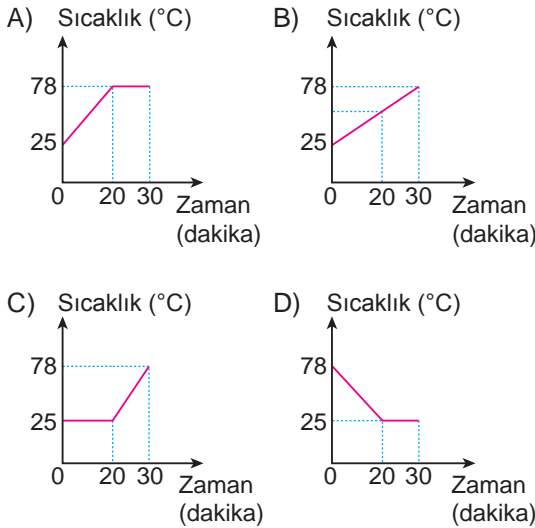 A) Sıcaklık (°C)
78
25
0 20 30 Zaman
(dakika)
B) Sıcaklık (°C)
78
25
0 20 30 Zaman
(dakika)
C) Sıcaklık (°C)
78
25
0 20 30 Zaman
(dakika)
D) Sıcaklık (°C)
78
25
0 20 30 Zaman
(dakika)